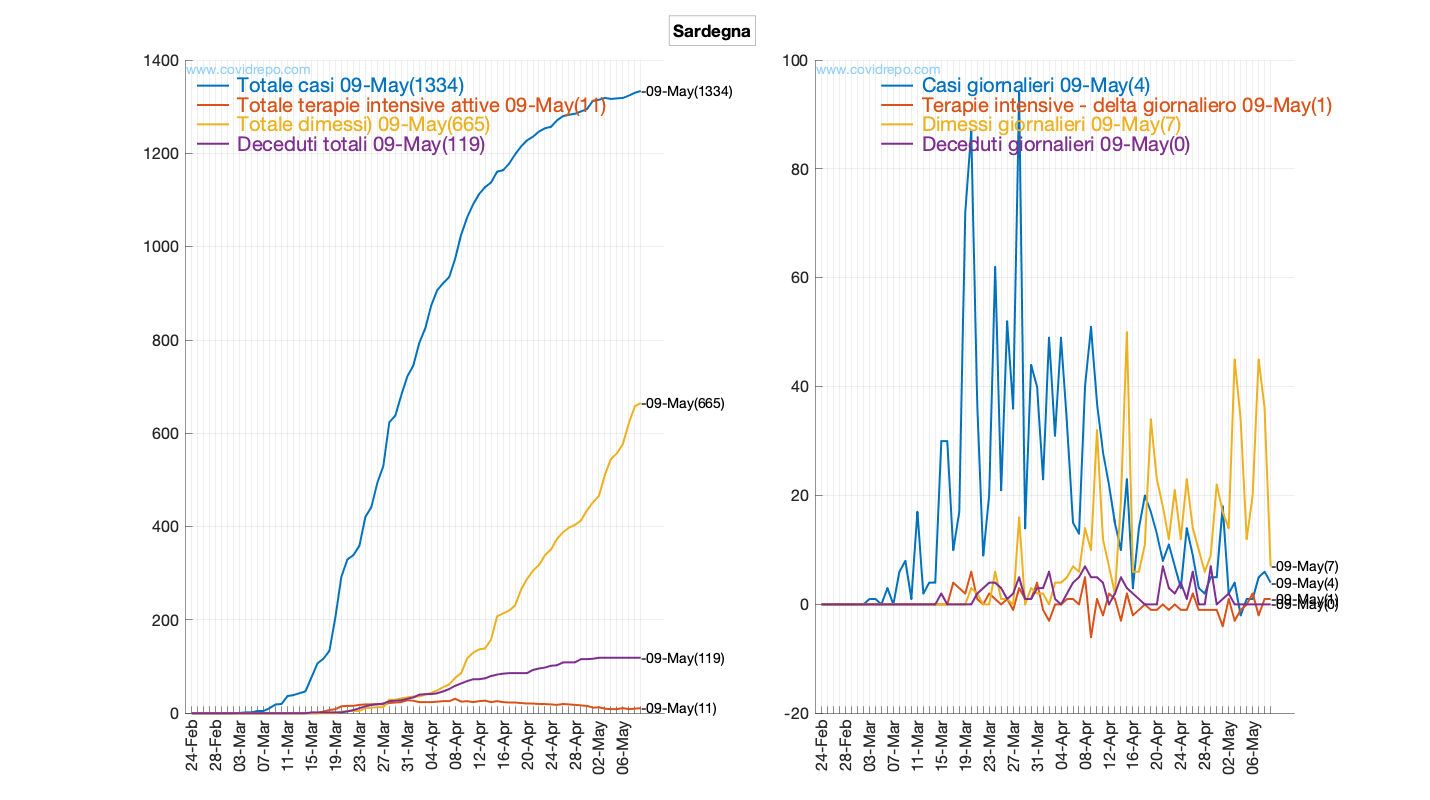 Sardegna
1400
1200
1000
800
600
400
200
0
www.covidrepo.com
Totale casi 09-May(1334)
Totale terapie intensive attive 09-May(11)
Totale dimessi) 09-May(665)
Deceduti totali 09-May(119)
-09-May(1334)
-09-May(665)
-09-May(119)
-09-May(11)
24-Feb
28-Feb
03-Mar
07-Mar
11-Mar
15-Mar
19-Mar
23-Mar
27-Mar
31-Mar
04-Apr
08-Apr
12-Apr
16-Apr
20-Apr
24-Apr
28-Apr
02-May
06-May
100
80
60
40
20
0
-20
www.covidrepo.com
Casi giornalieri 09-May(4)
Terapie intensive - delta giornaliero 09-May(1)
Dimessi giornalieri 09-May(7)
Deceduti giornalieri 09-May(0)
-09-May(7)
-09-May(4)
-09-May(1)
-09-May(0)
24-Feb
28-Feb
03-Mar
07-Mar
11-Mar
15-Mar
19-Mar
23-Mar
27-Mar
31-Mar
04-Apr
08-Apr
12-Apr
16-Apr
20-Apr
24-Apr
28-Apr
02-May
06-May